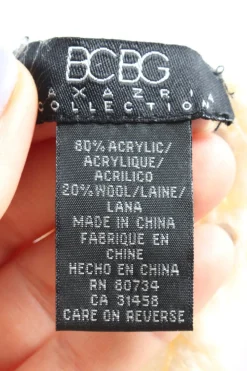 BCBG
MAXAZRIA
COLLECTION
80% ACRYLIC/
ACRYLIQUE/
ACRILICO
20% WOOL/LAINE/
LANA
MADE IN CHINA
FABRIQUE EN
CHINE
HECHO EN CHINA
RN 80734
CA 31458
CARE ON REVERSE